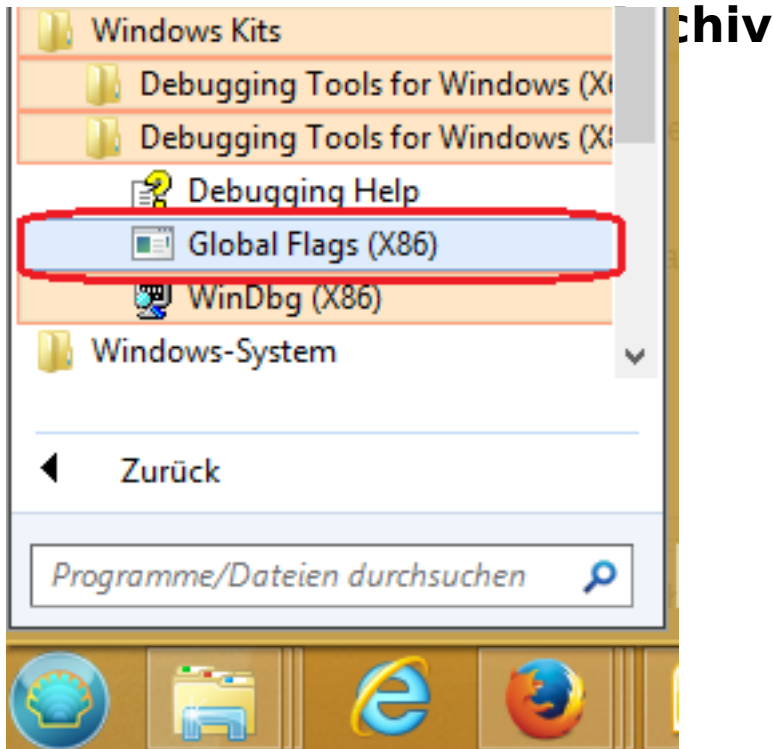 Windows Kits
chiv
Debugging Tools for Windows (X
Debugging Tools for Windows (X
Debugging Help
Global Flags (X86)
WinDbg (X86)
Windows-System
Zurück
Programme/Dateien durchsuchen